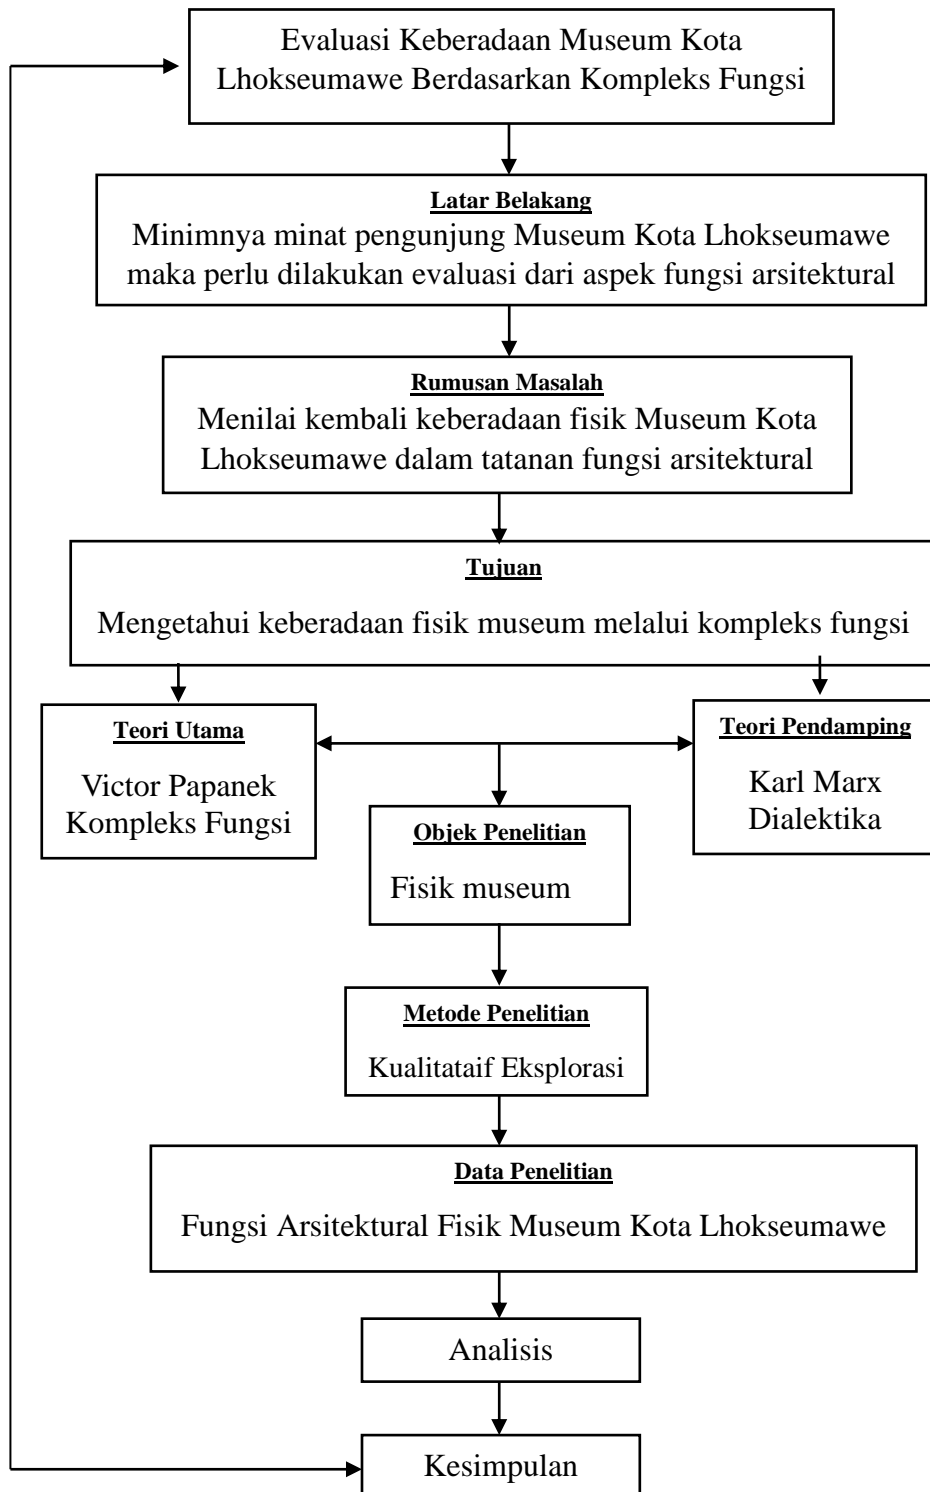 Evaluasi Keberadaan Museum Kota
Lhokseumawe Berdasarkan Kompleks Fungsi
Latar Belakang
Minimnya minat pengunjung Museum Kota Lhokseumawe
maka perlu dilakukan evaluasi dari aspek fungsi arsitektural
Rumusan Masalah
Menilai kembali keberadaan fisik Museum Kota
Lhokseumawe dalam tatanan fungsi arsitektural
Tujuan
Mengetahui keberadaan fisik museum melalui kompleks fungsi
Teori Utama
Victor Papanek
Kompleks Fungsi
Teori Pendamping
Karl Marx
Dialektika
Objek Penelitian
Fisik museum
Metode Penelitian
Kualitataif Eksplorasi
Data Penelitian
Fungsi Arsitektural Fisik Museum Kota Lhokseumawe
Analisis
Kesimpulan